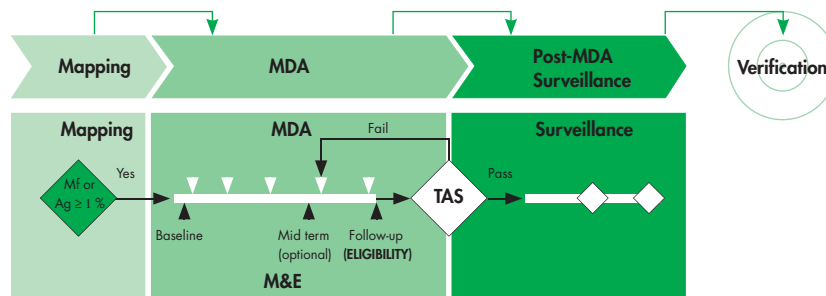 Mapping
MDA
Post-MDA
Surveillance
Verification
Mapping
MDA
Surveillance
Fail
Mf or
Ag ≥ 1 %
Yes
TAS
Pass
Baseline
Mid term
(optional)
Follow-up
(ELIGIBILITY)
M&E